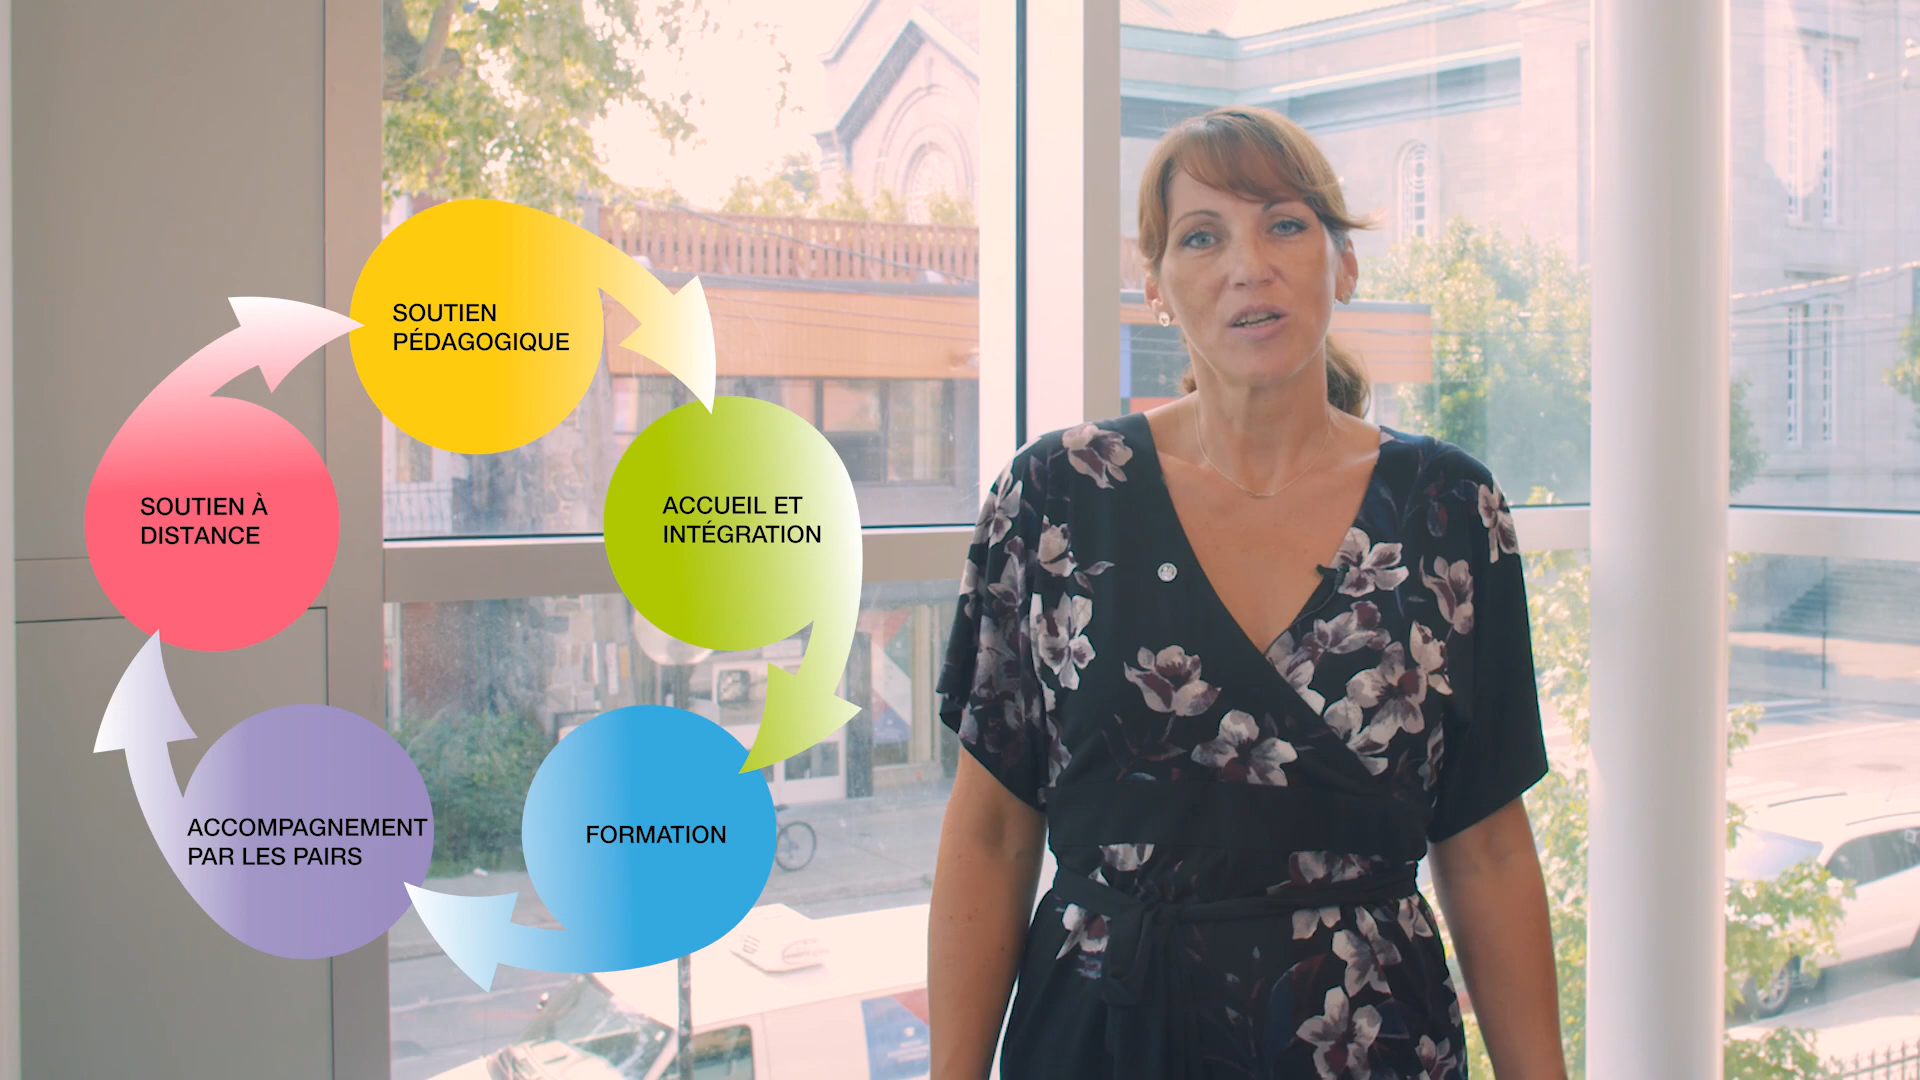 SOUTIEN
PÉDAGOGIQUE
ACCUEIL ET
INTÉGRATION
FORMATION
ACCOMPAGNEMENT
PAR LES PAIRS
SOUTIEN À
DISTANCE